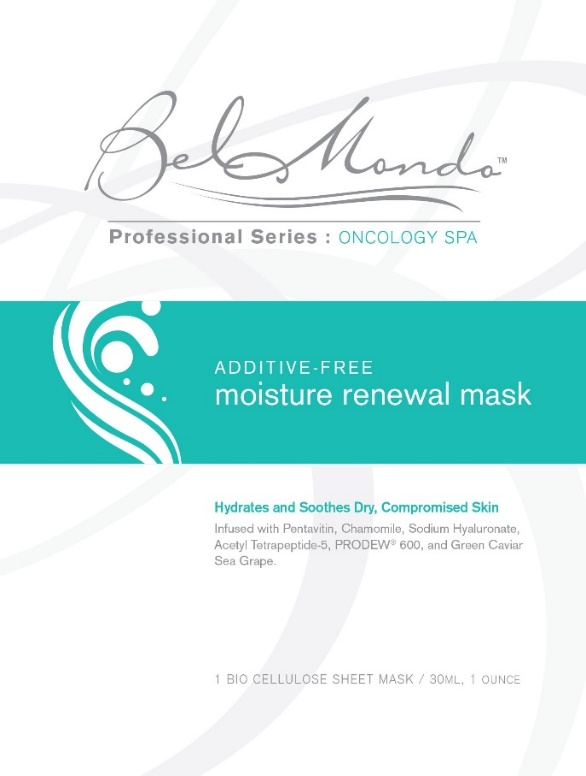 Bel Mondo™
Professional Series : ONCOLOGY SPA
ADDITIVE-FREE
moisture renewal mask
Hydrates and Soothes Dry, Compromised Skin
Infused with Pentavitin, Chamomile, Sodium Hyaluronate,
Acetyl Tetrapeptide-5, PRODEW® 600, and Green Caviar
Sea Grape.
1 BIO CELLULOSE SHEET MASK / 30ML, 1 OUNCE